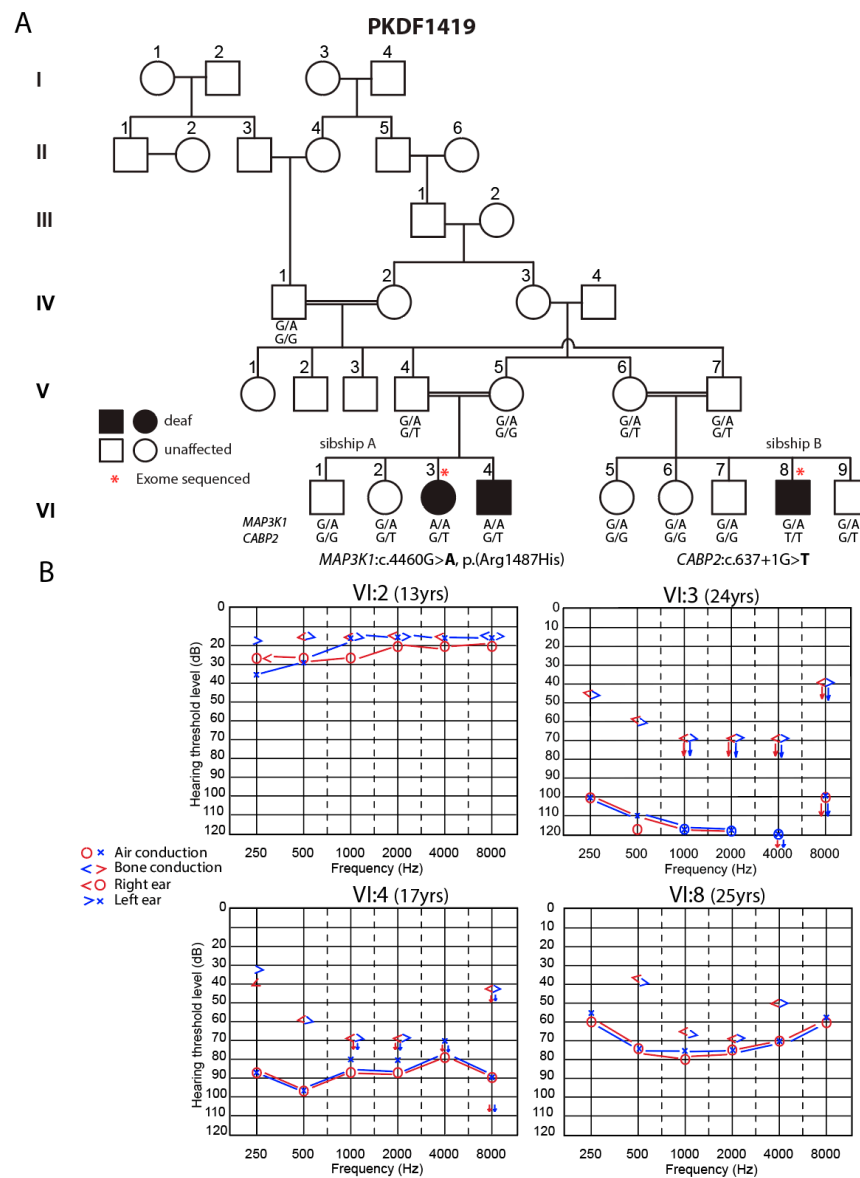 A
PKDF1419
1 2 3 4
I
1 2 3 4 5 6
II
1 2
III
1 2 3 4
IV
G/A
G/G
1 2 3 4 5 6 7
V
G/A G/A G/A G/A
G/T G/G G/T G/T
deaf
unaffected
* Exome sequenced
sibship A sibship B
1 2 3 * 4 5 6 7 8 * 9
VI
MAP3K1 G/A G/A A/A A/A G/A G/A G/A G/A G/A
CABP2 G/G G/T G/T G/T G/G G/G G/G T/T G/T
MAP3K1:c.4460G>A, p.(Arg1487His) CABP2:c.637+1G>T
B
VI:2 (13yrs)
Hearing threshold level (dB)
0
10
20
30
40
50
60
70
80
90
100
110
120
250 500 1000 2000 4000 8000
Frequency (Hz)
VI:3 (24yrs)
0
10
20
30
40
50
60
70
80
90
100
110
120
250 500 1000 2000 4000 8000
Frequency (Hz)
Air conduction
Bone conduction
Right ear
Left ear
VI:4 (17yrs)
Hearing threshold level (dB)
0
10
20
30
40
50
60
70
80
90
100
110
120
250 500 1000 2000 4000 8000
Frequency (Hz)
VI:8 (25yrs)
0
10
20
30
40
50
60
70
80
90
100
110
120
250 500 1000 2000 4000 8000
Frequency (Hz)